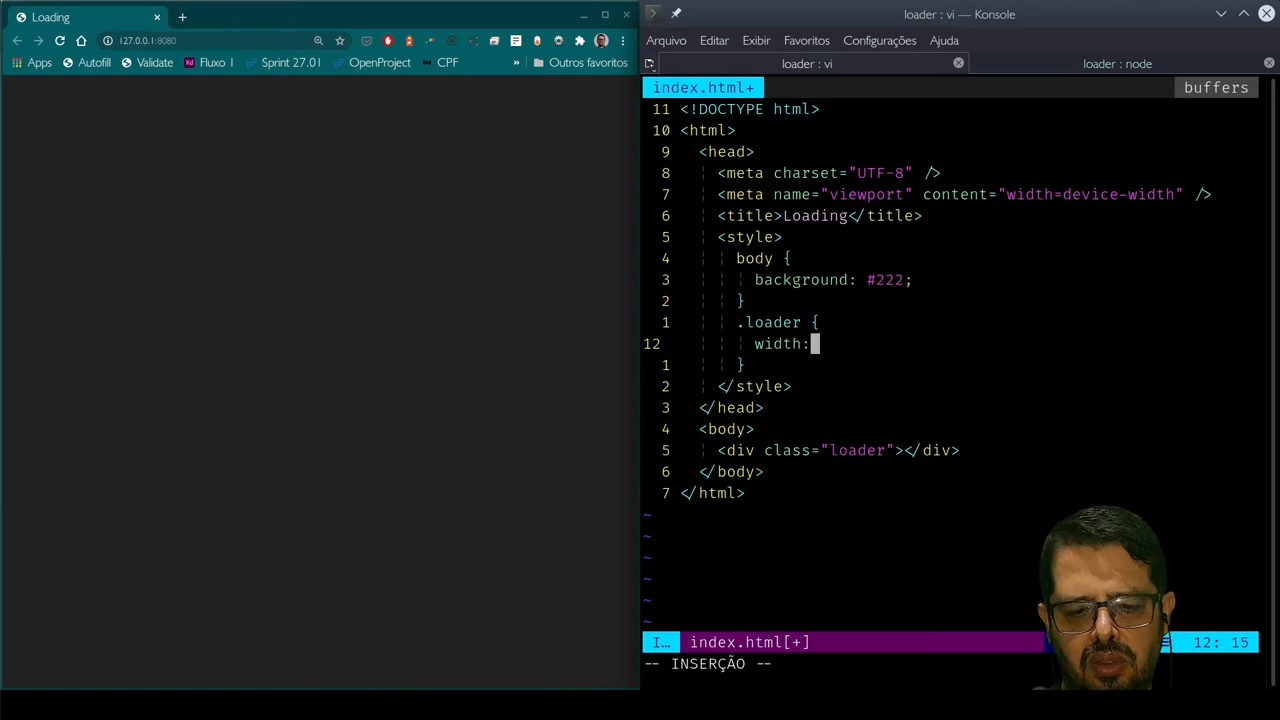 Loading
127.0.0.1:8080
Apps Autofill Validate Xd Fluxo 1 Sprint 27.01 OpenProject CPF » Outros favoritos
loader : vi — Konsole
Arquivo Editar Exibir Favoritos Configurações Ajuda
loader : vi loader : node
index.html+ buffers
11 <!DOCTYPE html>
10 <html>
9 <head>
8 <meta charset="UTF-8" />
7 <meta name="viewport" content="width=device-width" />
6 <title>Loading</title>
5 <style>
4 body {
3 background: #222;
2 }
1 .loader {
12 width:
1 }
2 </style>
3 </head>
4 <body>
5 <div class="loader"></div>
6 </body>
7 </html>
~
~
~
~
~
~
I… index.html[+] 12: 15
-- INSERÇÃO --